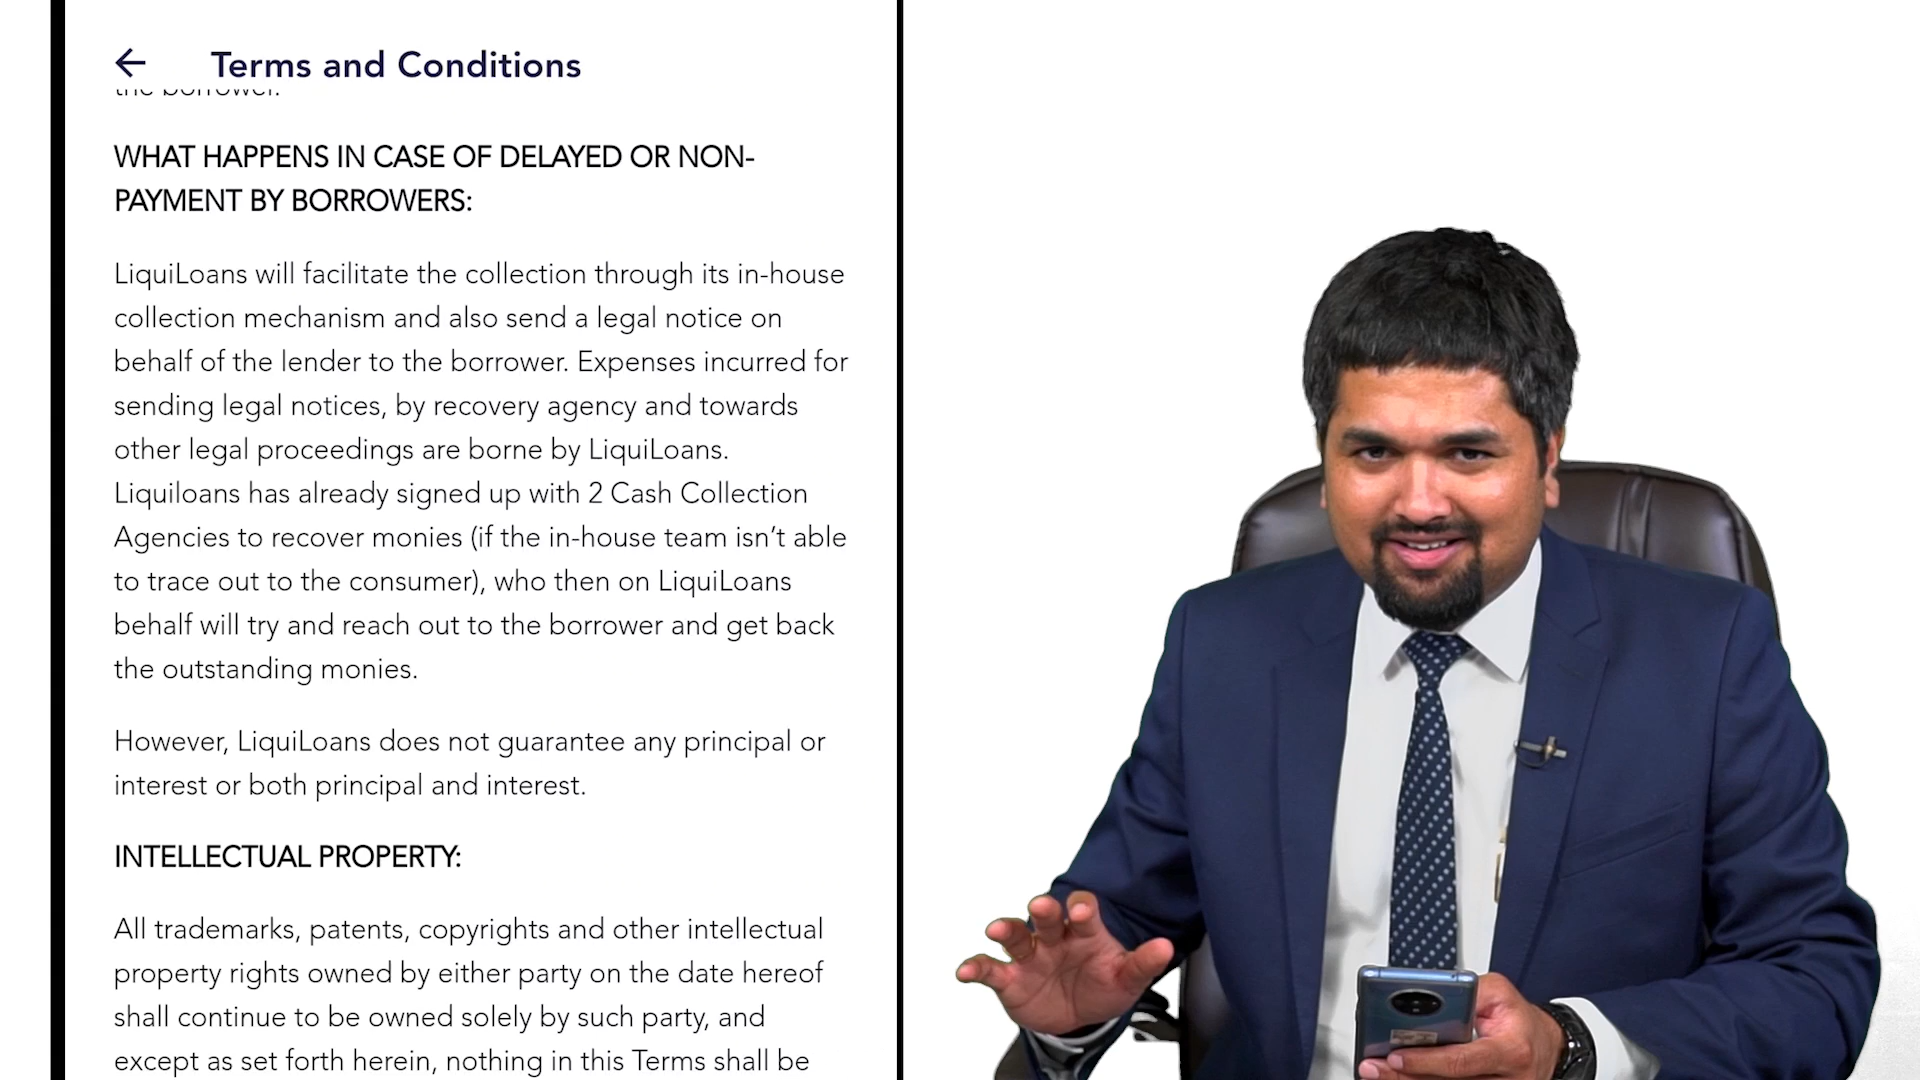 Terms and Conditions
the borrower.
WHAT HAPPENS IN CASE OF DELAYED OR NON-
PAYMENT BY BORROWERS:
LiquiLoans will facilitate the collection through its in-house
collection mechanism and also send a legal notice on
behalf of the lender to the borrower. Expenses incurred for
sending legal notices, by recovery agency and towards
other legal proceedings are borne by LiquiLoans.
Liquiloans has already signed up with 2 Cash Collection
Agencies to recover monies (if the in-house team isn’t able
to trace out to the consumer), who then on LiquiLoans
behalf will try and reach out to the borrower and get back
the outstanding monies.
However, LiquiLoans does not guarantee any principal or
interest or both principal and interest.
INTELLECTUAL PROPERTY:
All trademarks, patents, copyrights and other intellectual
property rights owned by either party on the date hereof
shall continue to be owned solely by such party, and
except as set forth herein, nothing in this Terms shall be